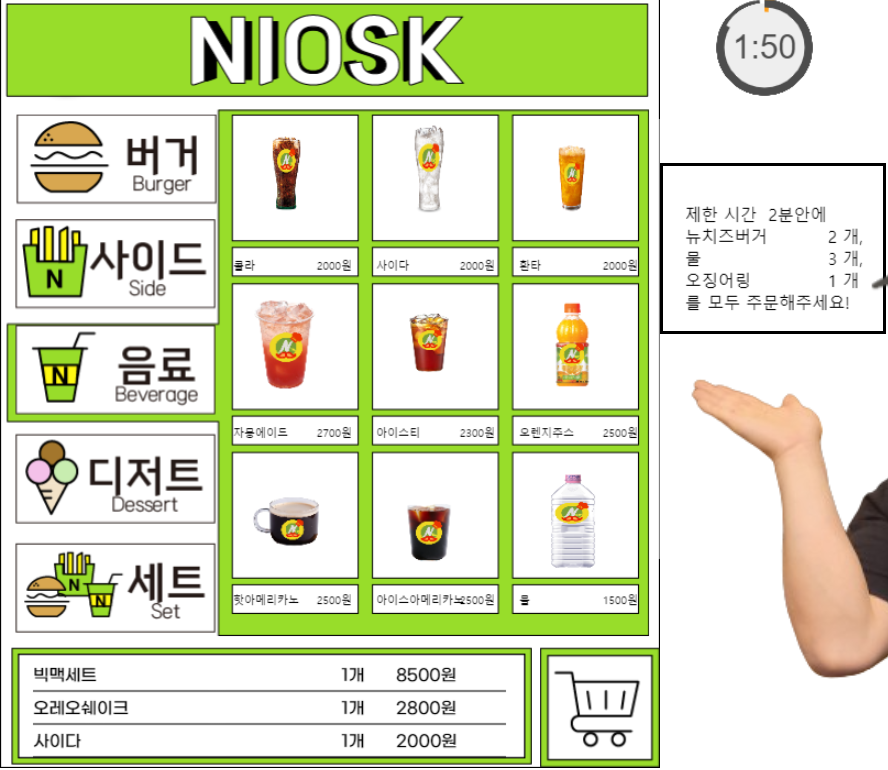 NIOSK
1:50
버거
Burger
사이드
Side
N
음료
Beverage
N
디저트
Dessert
세트
Set
N
N
콜라 2000원
사이다 2000원
환타 2000원
자몽에이드 2700원
아이스티 2300원
오렌지주스 2500원
핫아메리카노 2500원
아이스아메리카노2500원
물 1500원
제한 시간 2분안에
뉴치즈버거 2 개,
물 3 개,
오징어링 1 개
를 모두 주문해주세요!
빅맥세트 1개 8500원
오레오쉐이크 1개 2800원
사이다 1개 2000원